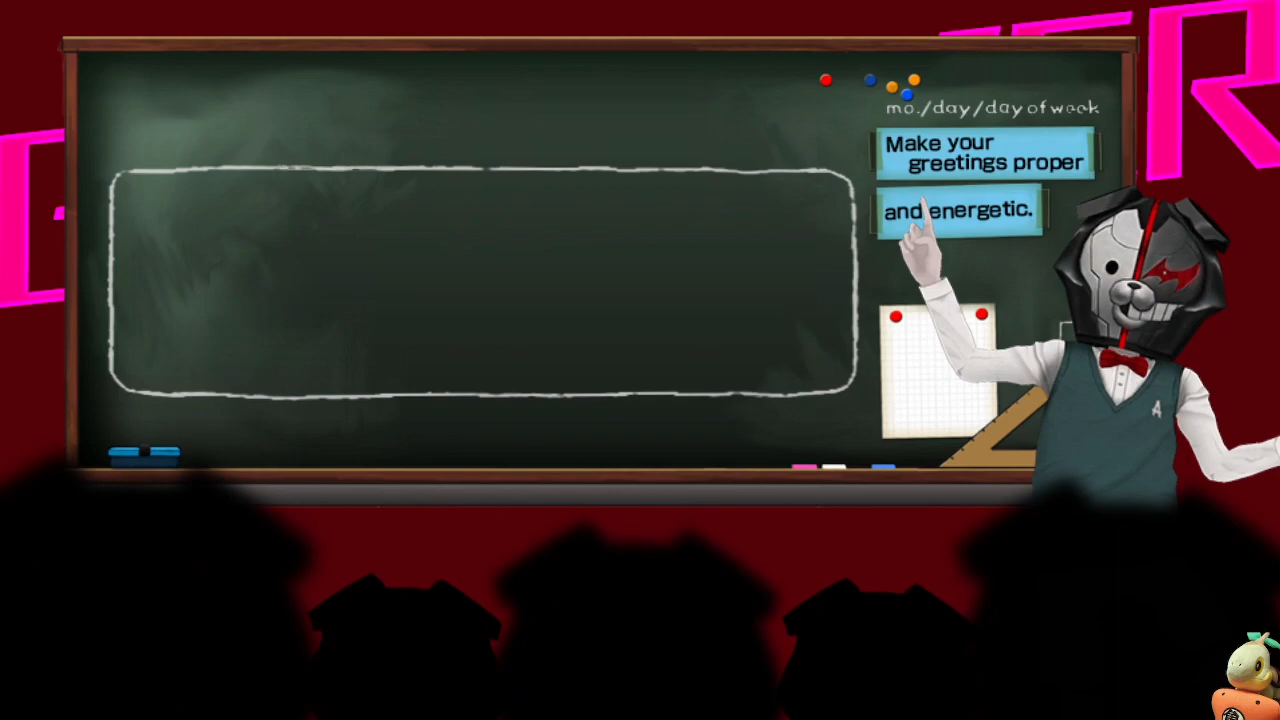 mo./day/day of week
Make your
greetings proper
and energetic.
A